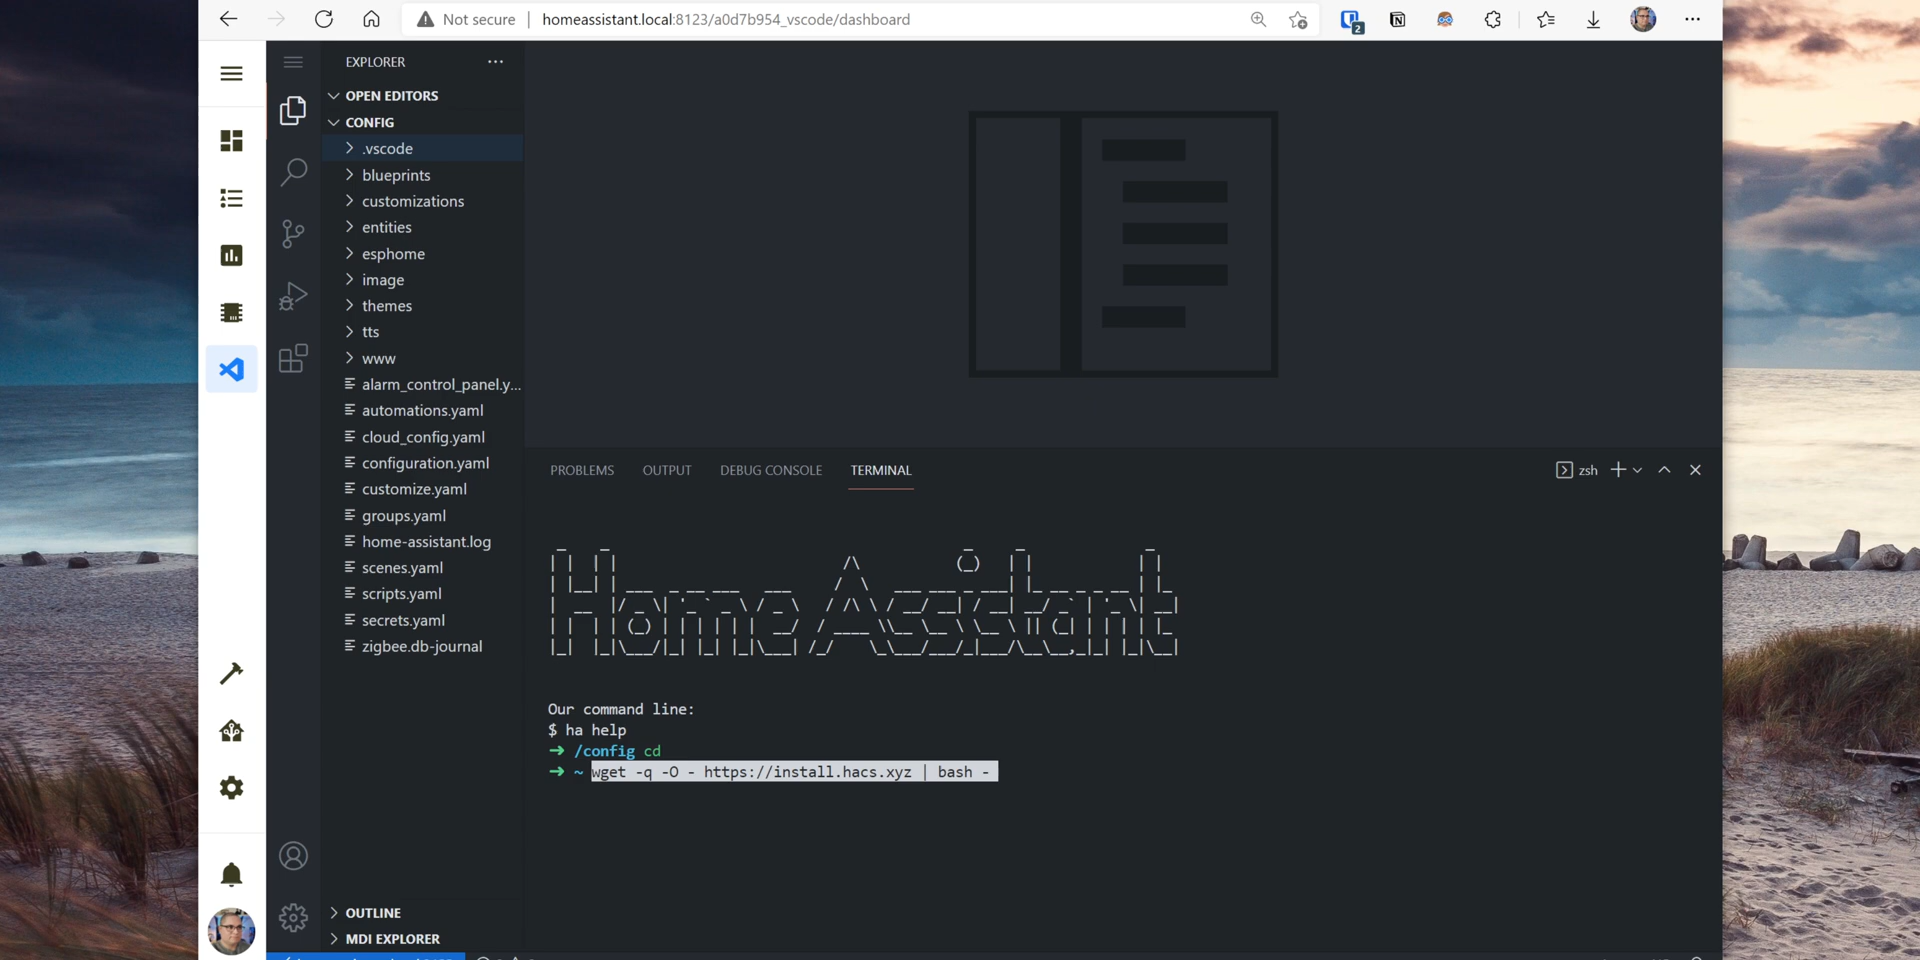 Not secure | homeassistant.local:8123/a0d7b954_vscode/dashboard
2
EXPLORER
OPEN EDITORS
CONFIG
.vscode
blueprints
customizations
entities
esphome
image
themes
tts
www
alarm_control_panel.y...
automations.yaml
cloud_config.yaml
configuration.yaml
customize.yaml
groups.yaml
home-assistant.log
scenes.yaml
scripts.yaml
secrets.yaml
zigbee.db-journal
OUTLINE
MDI EXPLORER
PROBLEMS OUTPUT DEBUG CONSOLE TERMINAL
zsh
Home Assistant
Our command line:
$ ha help
➜ /config cd
➜ ~ wget -q -O - https://install.hacs.xyz | bash -